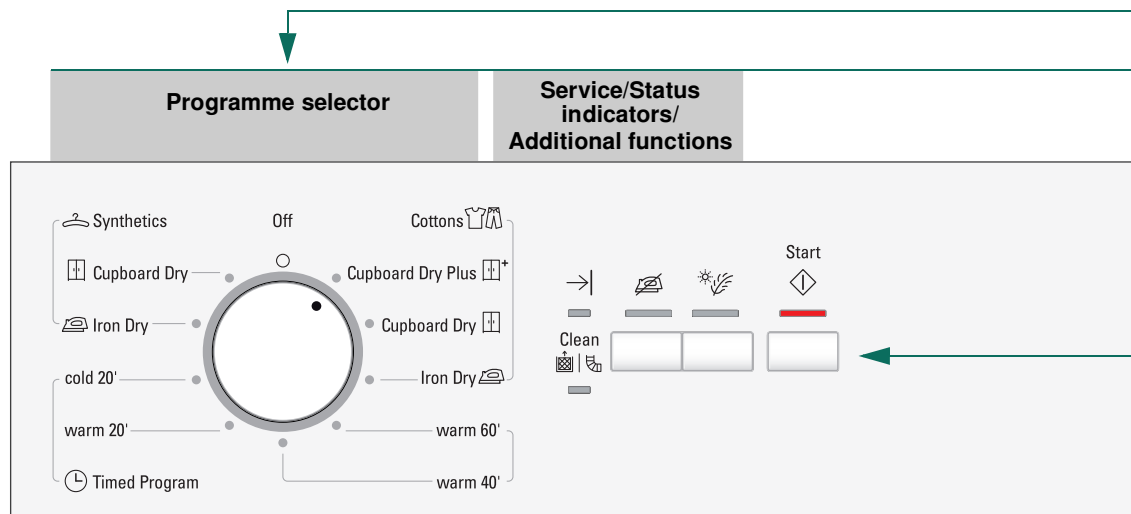 Programme selector
Service/Status
indicators/
Additional functions
Synthetics
Off
Cottons
Cupboard Dry
Cupboard Dry Plus
+
Iron Dry
Cupboard Dry
cold 20'
Iron Dry
warm 20'
warm 60'
Timed Program
warm 40'
Start
Clean